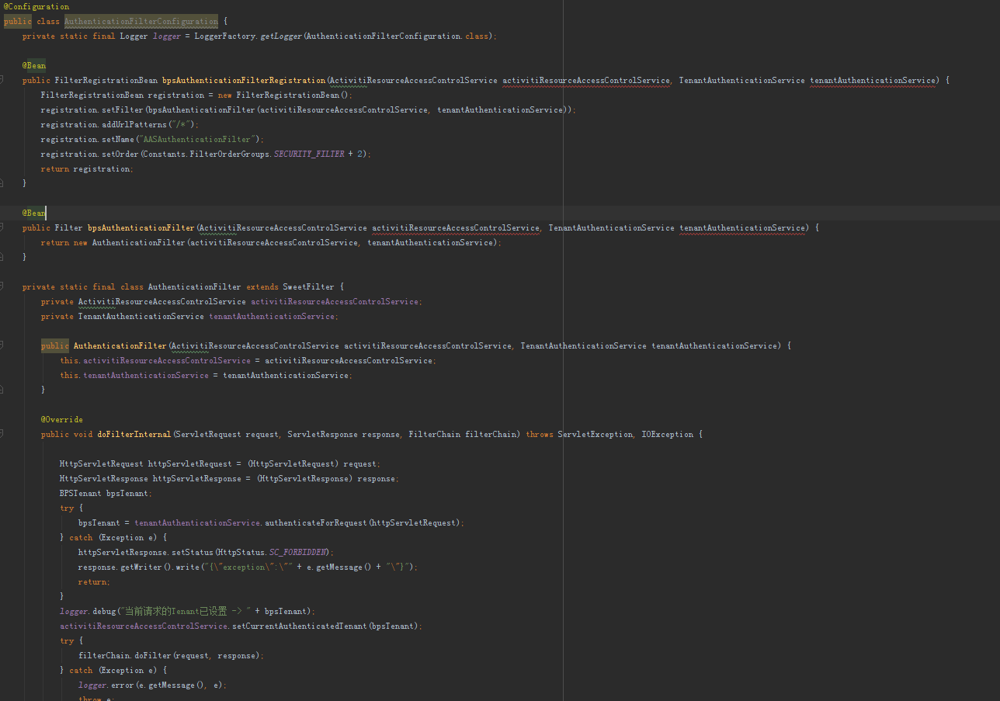 @Configuration
public class AuthenticationFilterConfiguration {
private static final Logger logger = LoggerFactory.getLogger(AuthenticationFilterConfiguration.class);
@Bean
public FilterRegistrationBean bpsAuthenticationFilterRegistration(ActivitiResourceAccessControlService activitiResourceAccessControlService, TenantAuthenticationService tenantAuthenticationService) {
FilterRegistrationBean registration = new FilterRegistrationBean();
registration.setFilter(bpsAuthenticationFilter(activitiResourceAccessControlService, tenantAuthenticationService));
registration.addUrlPatterns("/*");
registration.setName("AASAuthenticationFilter");
registration.setOrder(Constants.FilterOrderGroups.SECURITY_FILTER + 2);
return registration;
}
@Bean
public Filter bpsAuthenticationFilter(ActivitiResourceAccessControlService activitiResourceAccessControlService, TenantAuthenticationService tenantAuthenticationService) {
return new AuthenticationFilter(activitiResourceAccessControlService, tenantAuthenticationService);
}
private static final class AuthenticationFilter extends SweetFilter {
private ActivitiResourceAccessControlService activitiResourceAccessControlService;
private TenantAuthenticationService tenantAuthenticationService;
public AuthenticationFilter(ActivitiResourceAccessControlService activitiResourceAccessControlService, TenantAuthenticationService tenantAuthenticationService) {
this.activitiResourceAccessControlService = activitiResourceAccessControlService;
this.tenantAuthenticationService = tenantAuthenticationService;
}
@Override
public void doFilterInternal(ServletRequest request, ServletResponse response, FilterChain filterChain) throws ServletException, IOException {
HttpServletRequest httpServletRequest = (HttpServletRequest) request;
HttpServletResponse httpServletResponse = (HttpServletResponse) response;
BPSTenant bpsTenant;
try {
bpsTenant = tenantAuthenticationService.authenticateForRequest(httpServletRequest);
} catch (Exception e) {
httpServletResponse.setStatus(HttpStatus.SC_FORBIDDEN);
response.getWriter().write("{\"exception\":\"" + e.getMessage() + "\"}");
return;
}
logger.debug("当前请求的Tenant已设置 -> " + bpsTenant);
activitiResourceAccessControlService.setCurrentAuthenticatedTenant(bpsTenant);
try {
filterChain.doFilter(request, response);
} catch (Exception e) {
logger.error(e.getMessage(), e);
throw e;